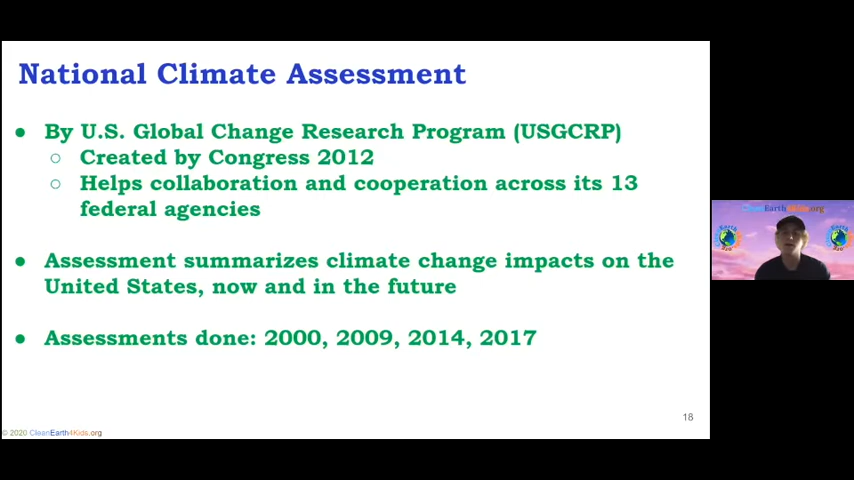 National Climate Assessment
● By U.S. Global Change Research Program (USGCRP)
○ Created by Congress 2012
○ Helps collaboration and cooperation across its 13
federal agencies
● Assessment summarizes climate change impacts on the
United States, now and in the future
● Assessments done: 2000, 2009, 2014, 2017
18
© 2020 CleanEarth4Kids.org
CleanEarth4Kids.org